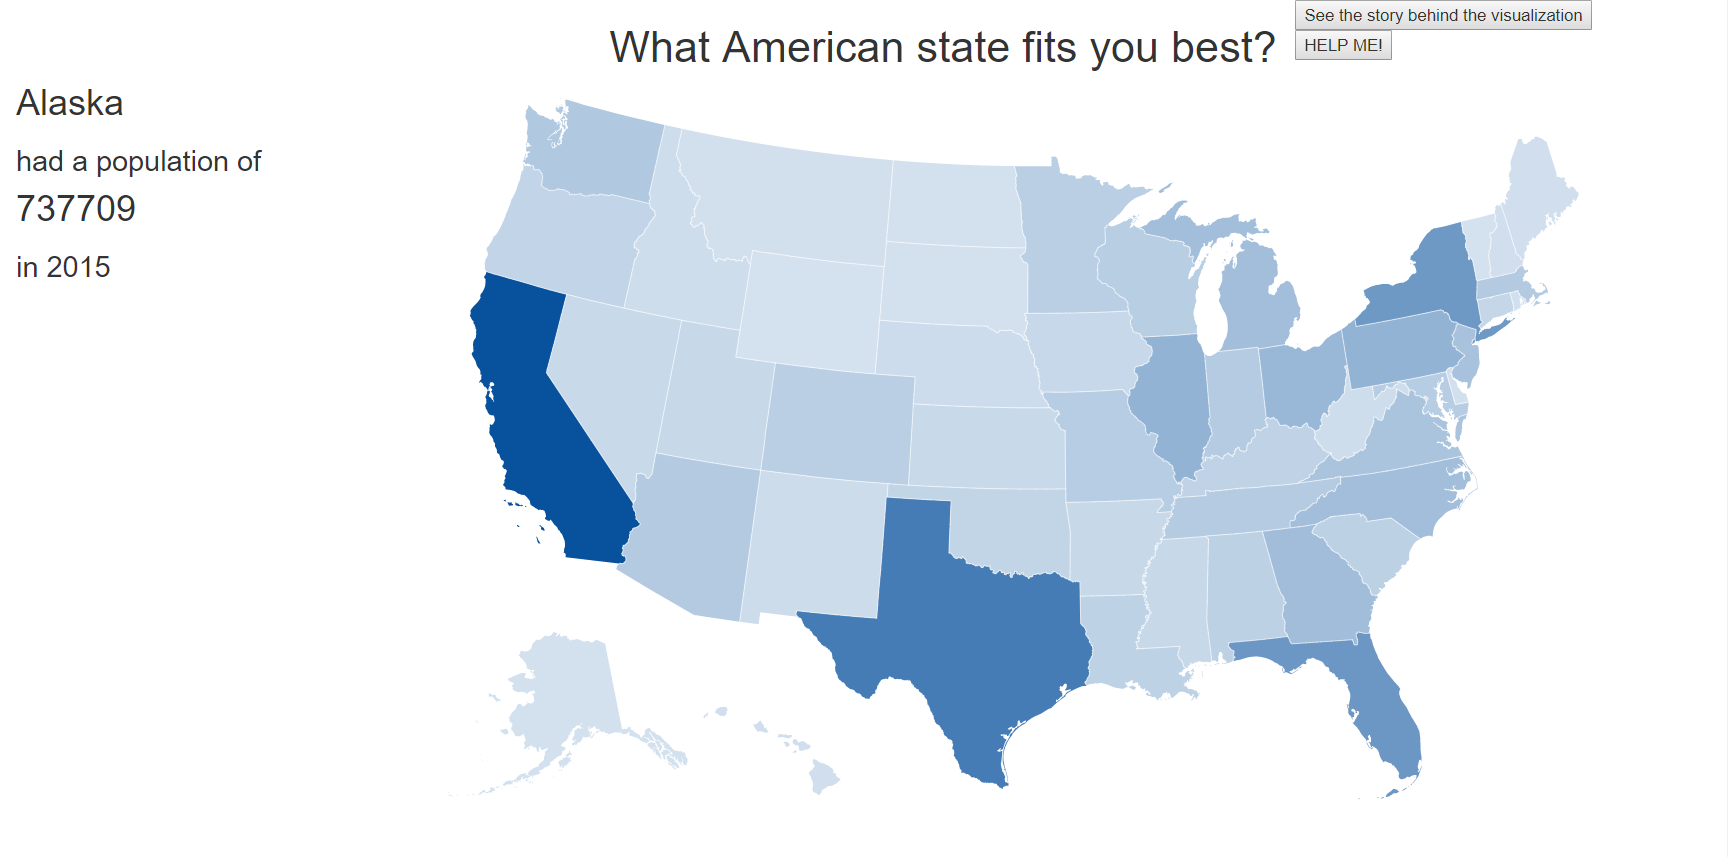 See the story behind the visualization
What American state fits you best?
HELP ME!
Alaska
had a population of
737709
in 2015